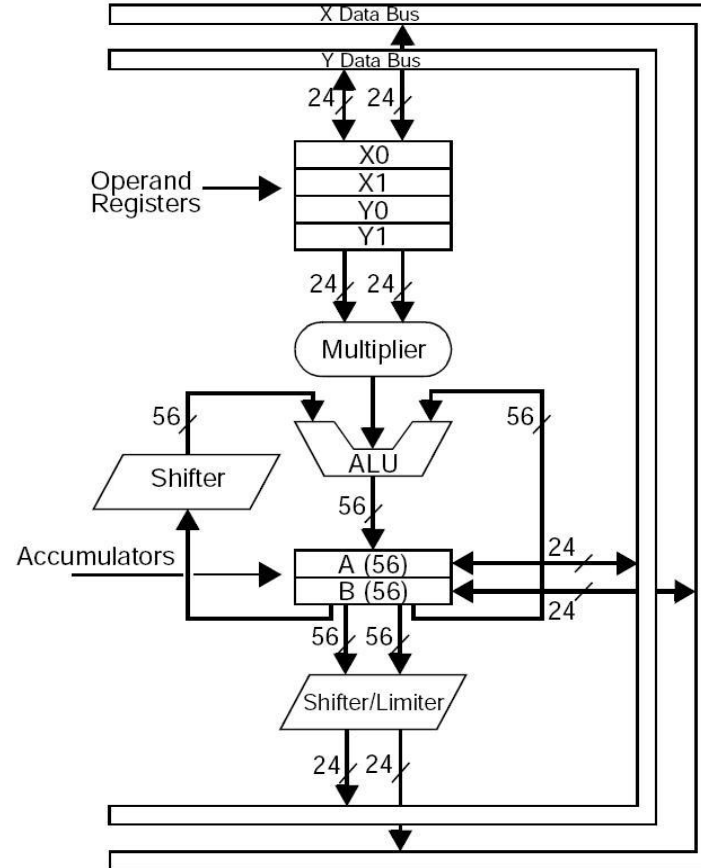 X Data Bus
Y Data Bus
24 24
X0
X1
Y0
Y1
Operand
Registers
24 24
Multiplier
56
56
ALU
Shifter
56
Accumulators
A (56)
B (56)
24
24
56 56
Shifter/Limiter
24 24